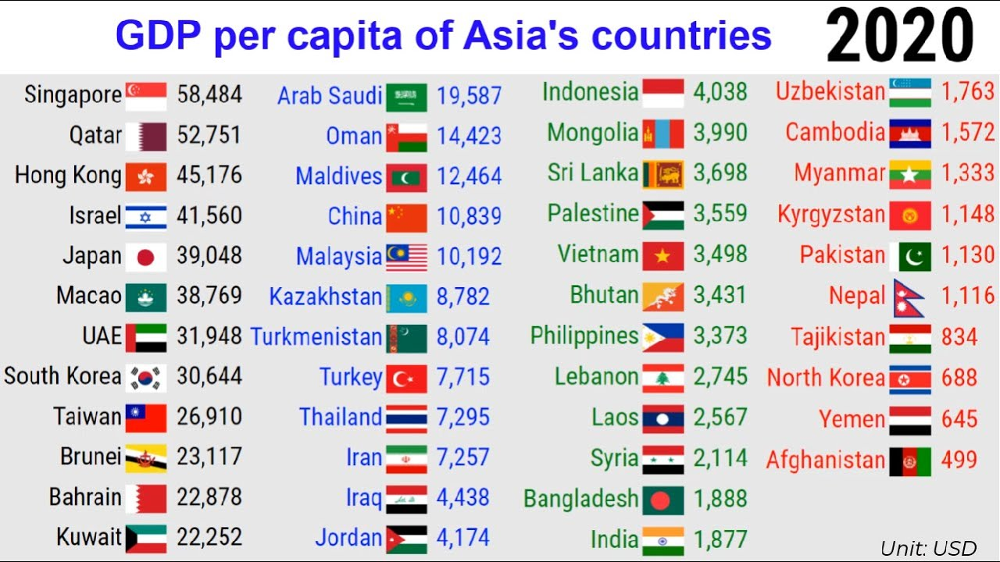 GDP per capita of Asia's countries 2020
Singapore 58,484
Qatar 52,751
Hong Kong 45,176
Israel 41,560
Japan 39,048
Macao 38,769
UAE 31,948
South Korea 30,644
Taiwan 26,910
Brunei 23,117
Bahrain 22,878
Kuwait 22,252
Arab Saudi 19,587
Oman 14,423
Maldives 12,464
China 10,839
Malaysia 10,192
Kazakhstan 8,782
Turkmenistan 8,074
Turkey 7,715
Thailand 7,295
Iran 7,257
Iraq 4,438
Jordan 4,174
Indonesia 4,038
Mongolia 3,990
Sri Lanka 3,698
Palestine 3,559
Vietnam 3,498
Bhutan 3,431
Philippines 3,373
Lebanon 2,745
Laos 2,567
Syria 2,114
Bangladesh 1,888
India 1,877
Uzbekistan 1,763
Cambodia 1,572
Myanmar 1,333
Kyrgyzstan 1,148
Pakistan 1,130
Nepal 1,116
Tajikistan 834
North Korea 688
Yemen 645
Afghanistan 499
Unit: USD